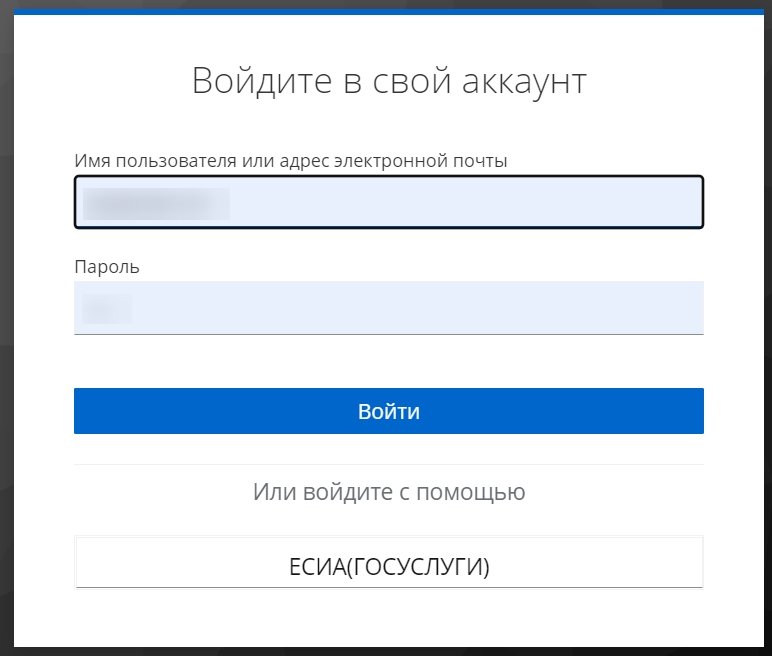 Войдите в свой аккаунт
Имя пользователя или адрес электронной почты
Пароль
Войти
Или войдите с помощью
ЕСИА(ГОСУСЛУГИ)